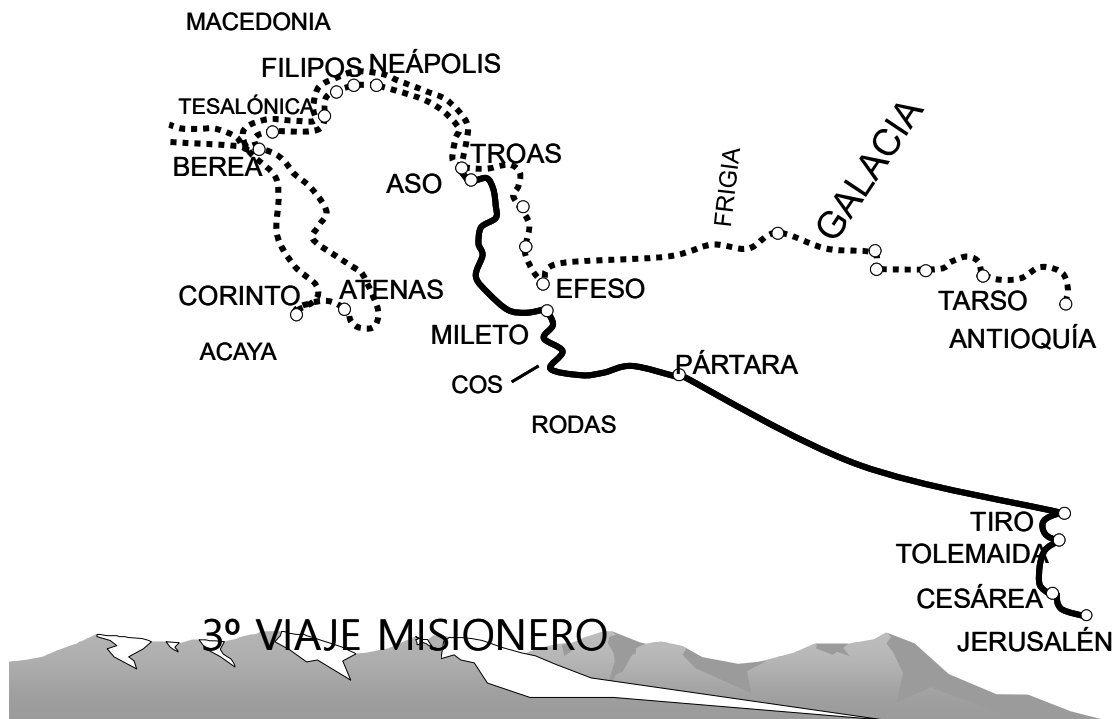 MACEDONIA
FILIPOS
NEÁPOLIS
TESALÓNICA
BEREA
TROAS
ASO
FRIGIA
GALACIA
CORINTO
ATENAS
EFESO
TARSO
MILETO
ANTIOQUÍA
ACAYA
PÁRTARA
COS
RODAS
TIRO
TOLEMAIDA
CESÁREA
3º VIAJE MISIONERO
JERUSALÉN